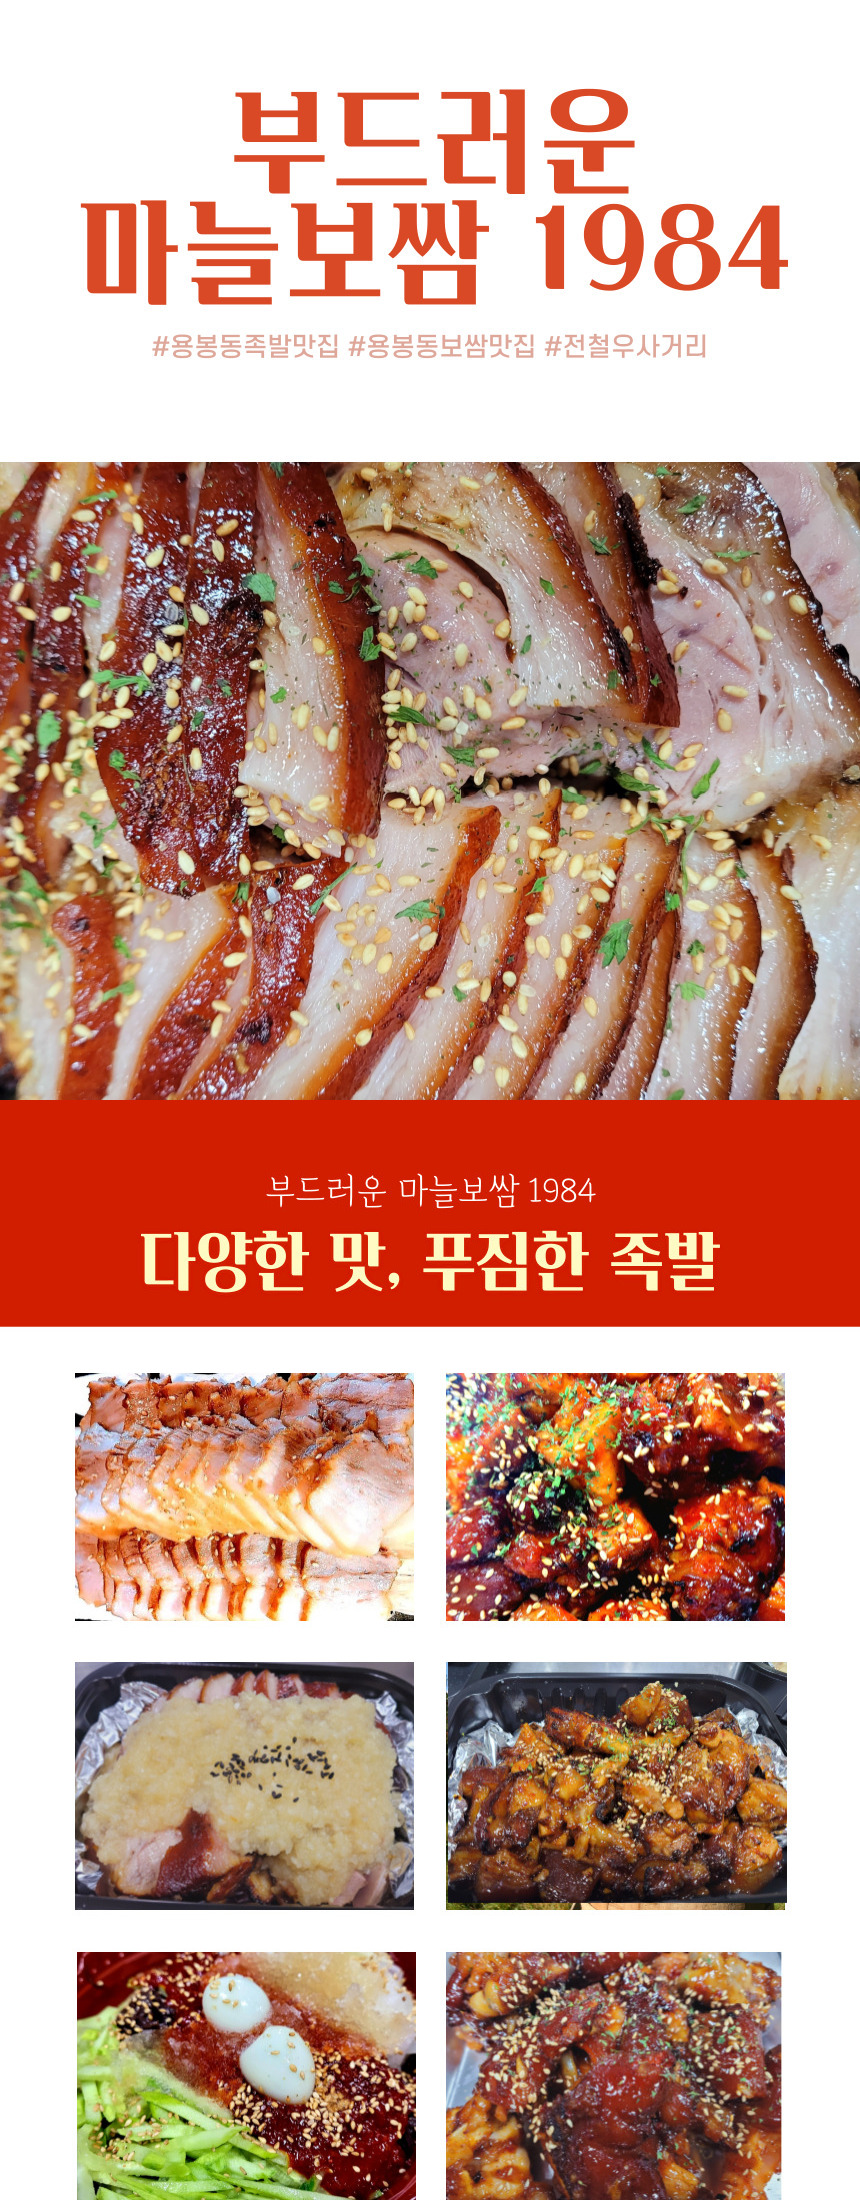 부드러운
마늘보쌈 1984
#용봉동족발맛집 #용봉동보쌈맛집 #전철우사거리
부드러운 마늘보쌈 1984
다양한 맛, 푸짐한 족발